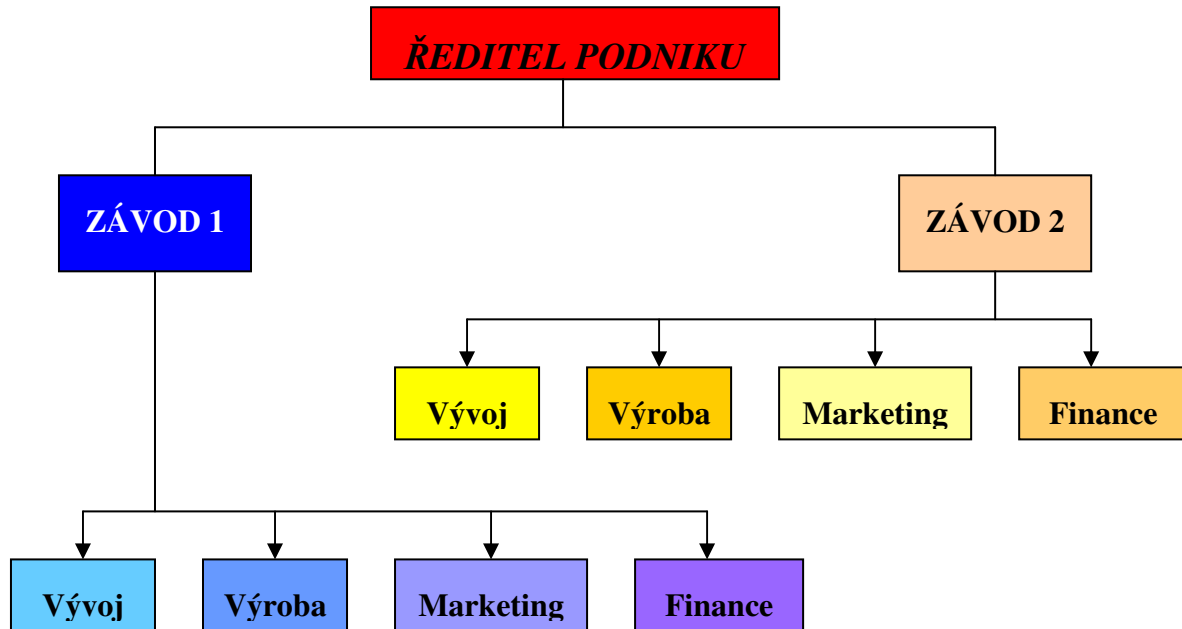 ŘEDITEL PODNIKU
ZÁVOD 1
ZÁVOD 2
Vývoj
Výroba
Marketing
Finance
Vývoj
Výroba
Marketing
Finance